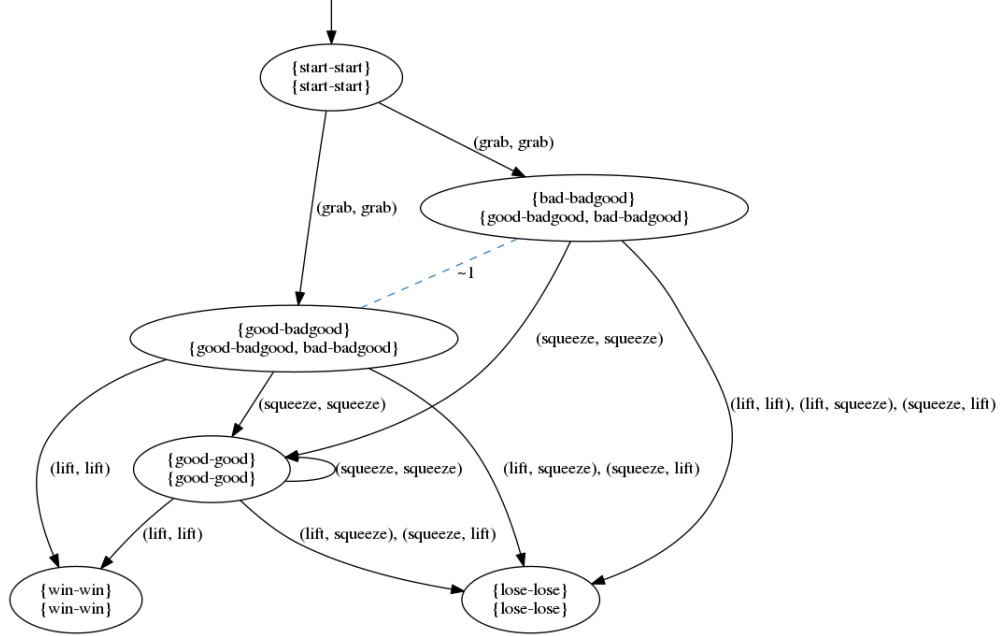 {start-start}
{start-start}
(grab, grab)
{bad-badgood}
{good-badgood, bad-badgood}
(grab, grab)
~1
{good-badgood}
{good-badgood, bad-badgood}
(squeeze, squeeze)
(squeeze, squeeze)
(lift, lift), (lift, squeeze), (squeeze, lift)
{good-good}
{good-good}
(lift, lift)
(squeeze, squeeze)
(lift, squeeze), (squeeze, lift)
(lift, lift)
(lift, squeeze), (squeeze, lift)
{win-win}
{win-win}
{lose-lose}
{lose-lose}